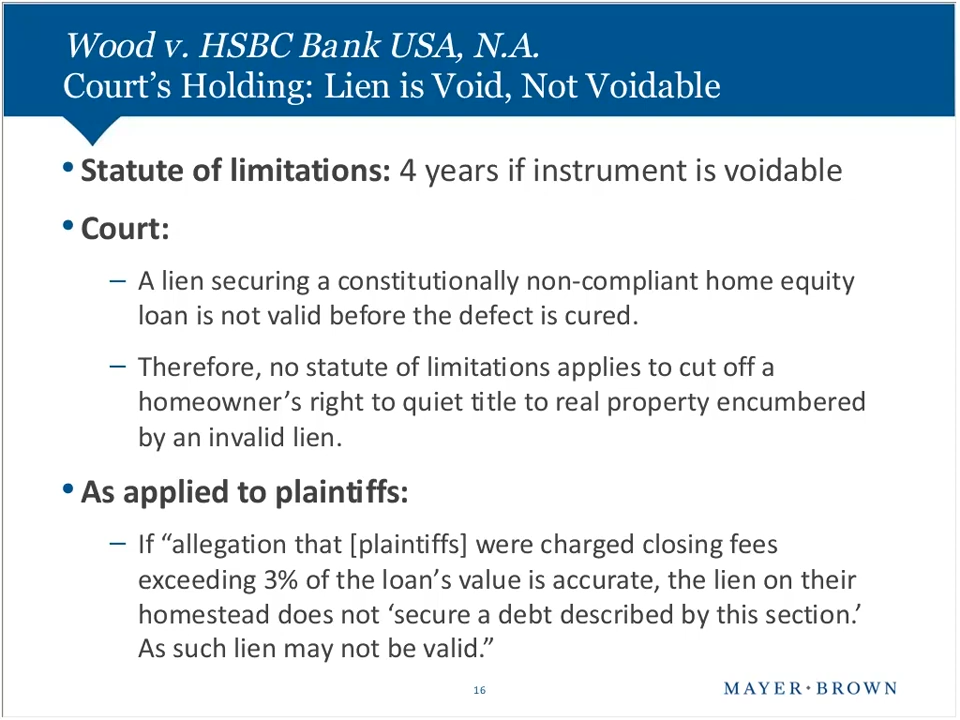 Wood v. HSBC Bank USA, N.A.
Court’s Holding: Lien is Void, Not Voidable
• Statute of limitations: 4 years if instrument is voidable
• Court:
– A lien securing a constitutionally non-compliant home equity
loan is not valid before the defect is cured.
– Therefore, no statute of limitations applies to cut off a
homeowner’s right to quiet title to real property encumbered
by an invalid lien.
• As applied to plaintiffs:
– If “allegation that [plaintiffs] were charged closing fees
exceeding 3% of the loan’s value is accurate, the lien on their
homestead does not ‘secure a debt described by this section.’
As such lien may not be valid.”
16
MAYER•BROWN